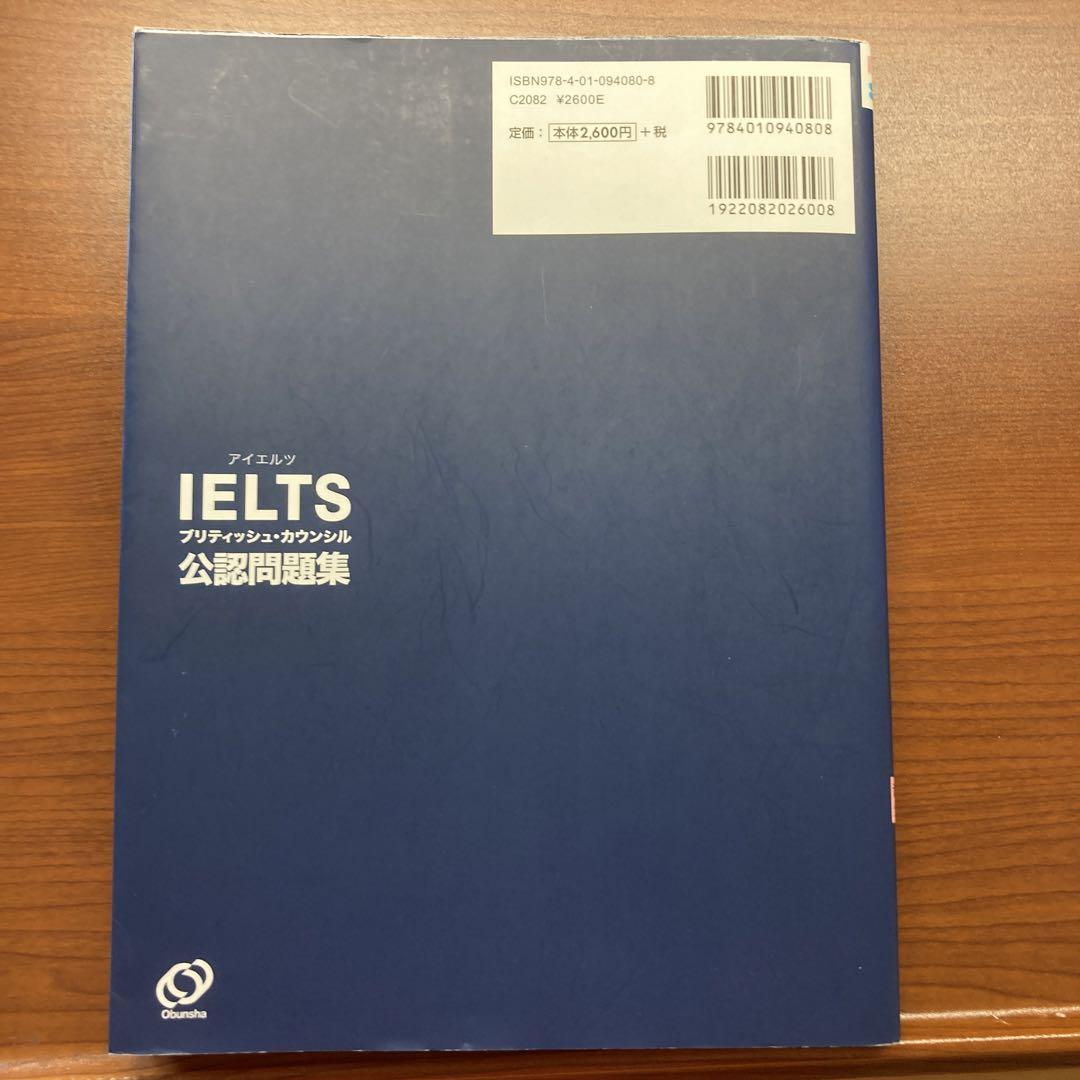 ISBN978-4-01-094080-8
C2082 ¥2600E
定価：本体2,600円+税
9784010940808
1922082026008
アイエルツ
IELTS
ブリティッシュ・カウンシル
公認問題集
Obunsha